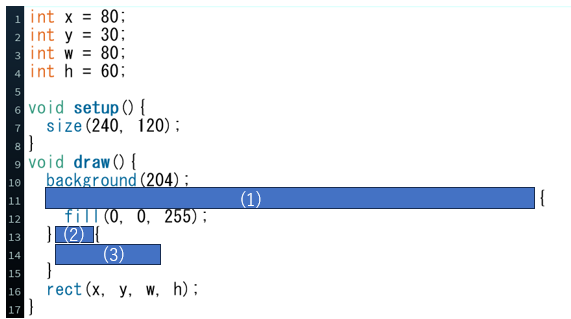 1 int x = 80;
2 int y = 30;
3 int w = 80;
4 int h = 60;
5
6 void setup() {
7 size(240, 120);
8 }
9 void draw() {
10 background(204);
11 (1) {
12 fill(0, 0, 255);
13 } (2) {
14 (3)
15 }
16 rect(x, y, w, h);
17 }